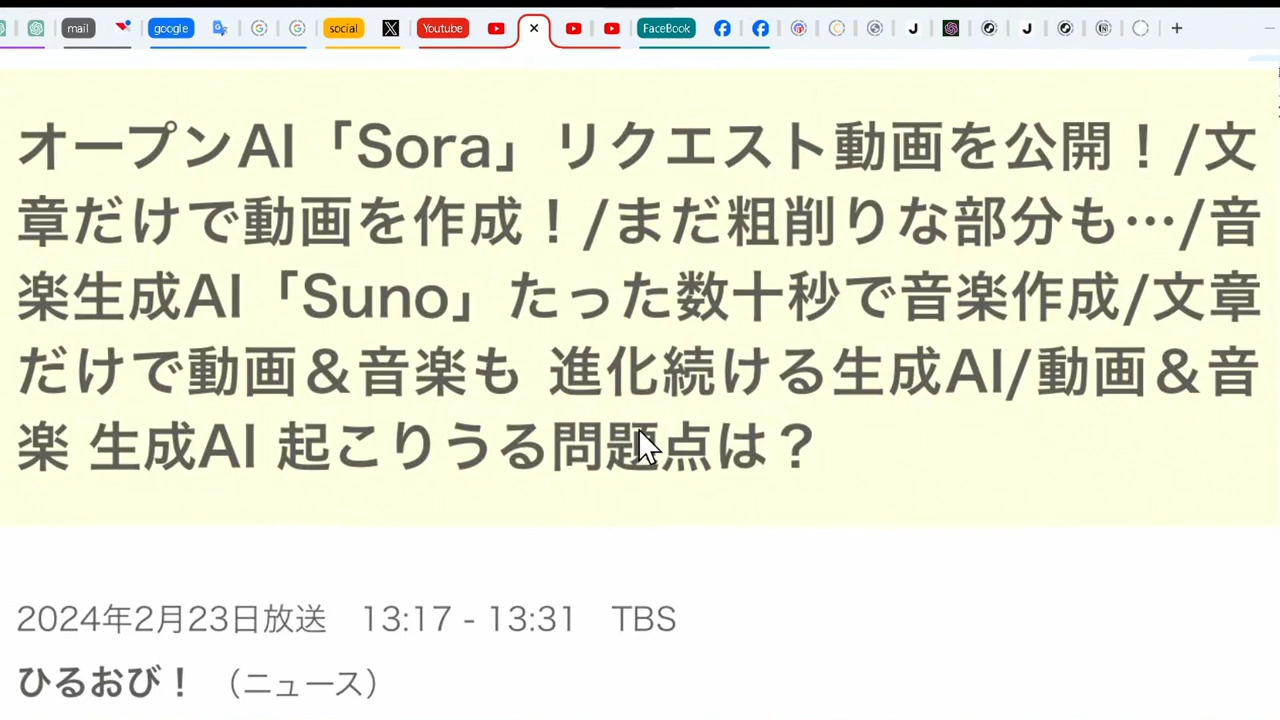 mail google social Youtube FaceBook
オープンAI「Sora」リクエスト動画を公開！/文
章だけで動画を作成！/まだ粗削りな部分も…/音
楽生成AI「Suno」たった数十秒で音楽作成/文章
だけで動画＆音楽も 進化続ける生成AI/動画＆音
楽 生成AI 起こりうる問題点は？
2024年2月23日放送 13:17 - 13:31 TBS
ひるおび！ （ニュース）